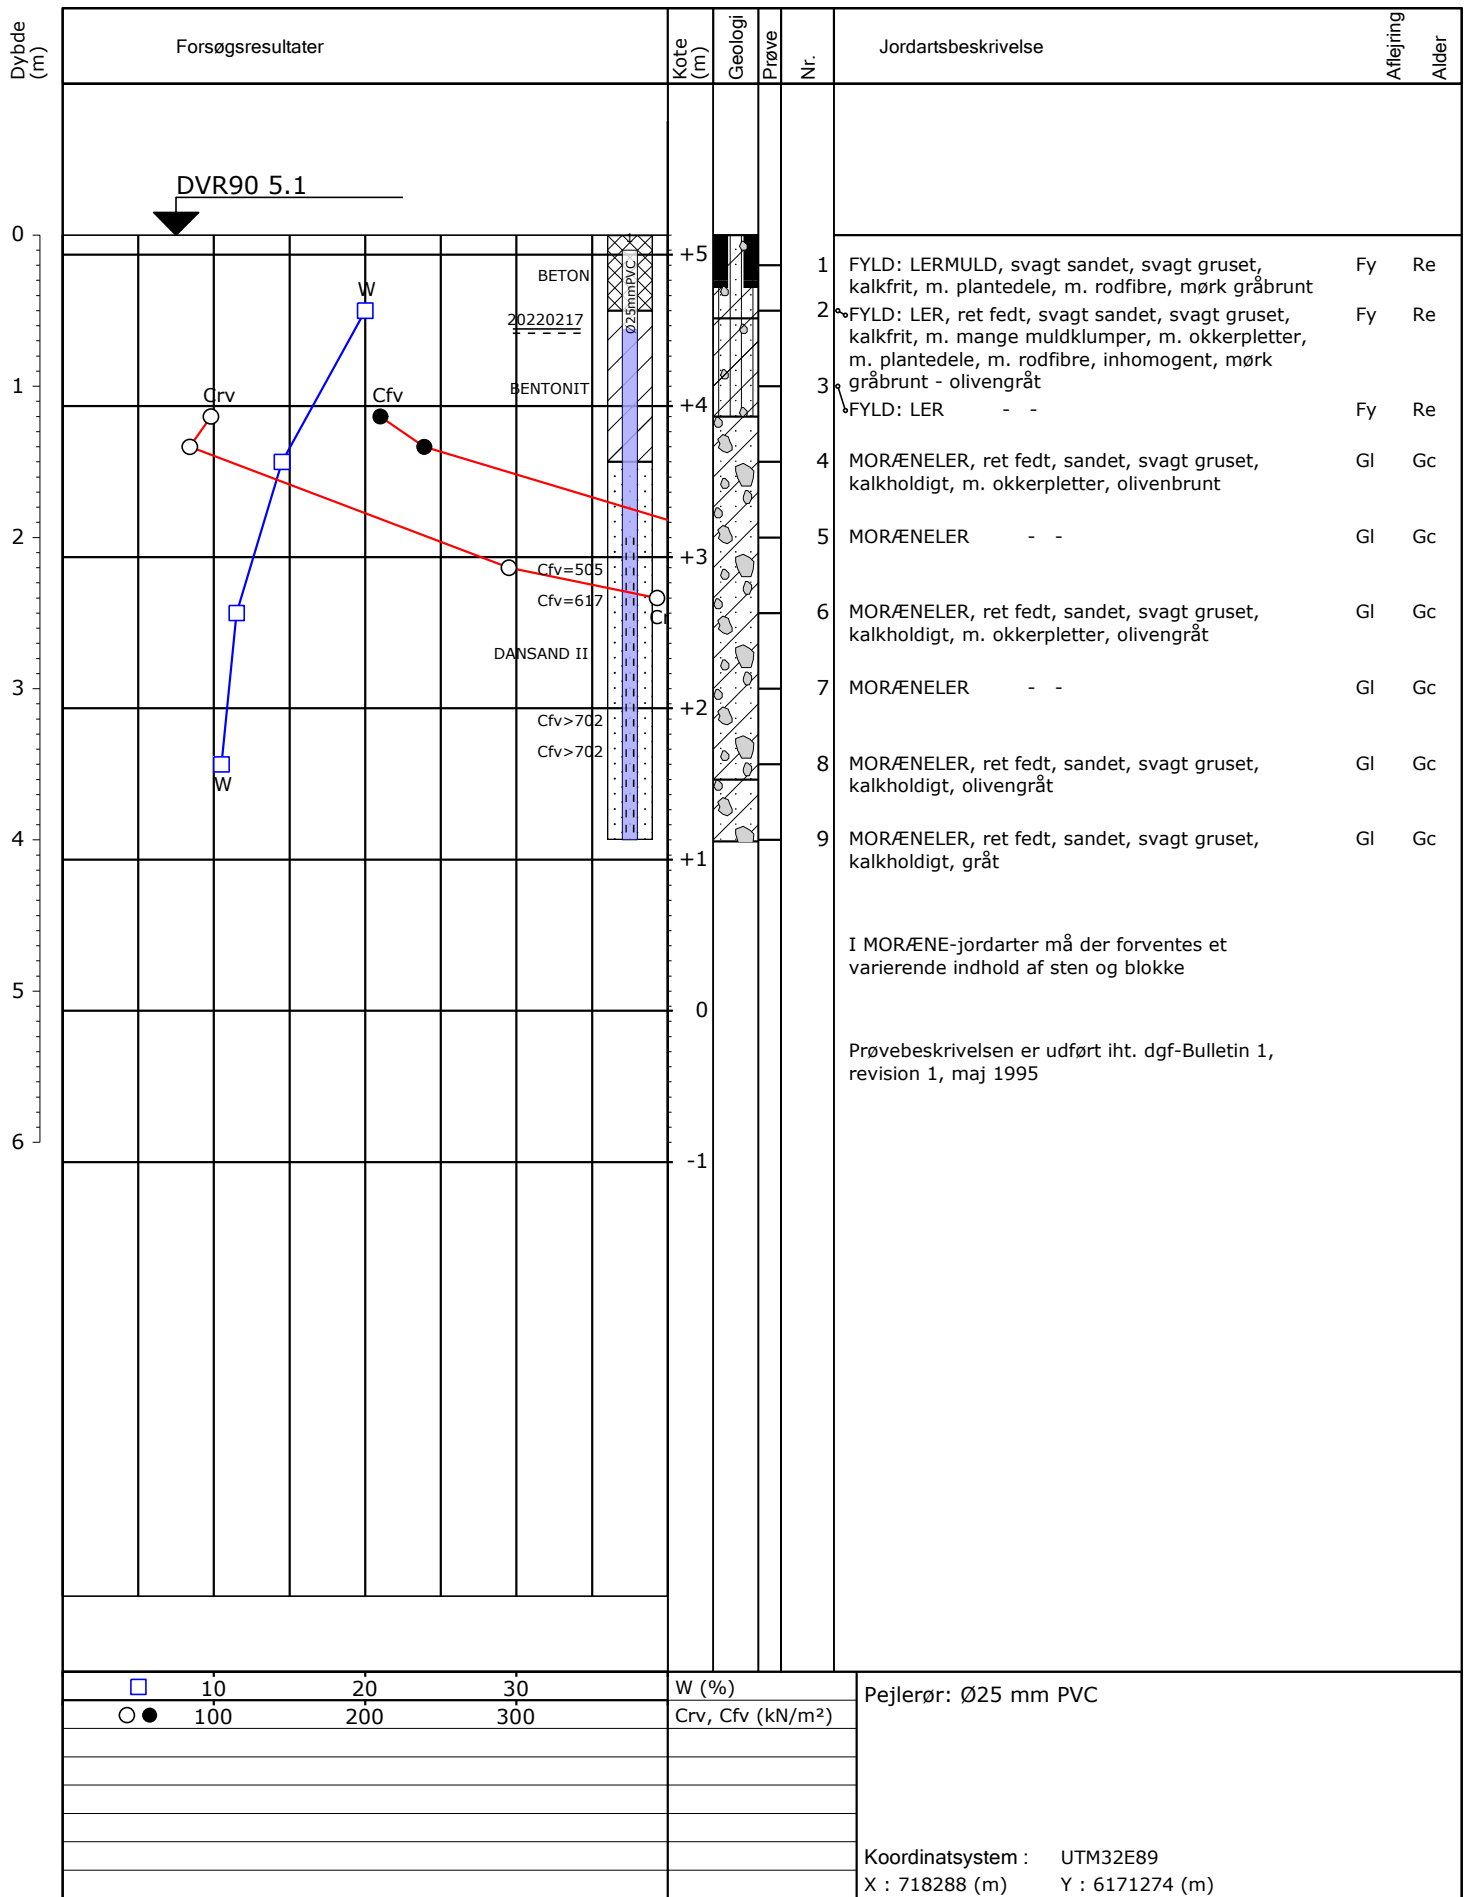 Dybde (m)
Forsøgsresultater
Kote (m)
Geologi
Prøve
Nr.
Jordartsbeskrivelse
Aflejring
Alder
DVR90 5.1
0
1
2
3
4
5
6
+5
+4
+3
+2
+1
0
-1
BETON
20220217
Ø25mmPVC
BENTONIT
DANSAND II
W
Crv
Cfv
Cfv=505
Cfv=617
Cr
Cfv>702
Cfv>702
W
1 FYLD: LERMULD, svagt sandet, svagt gruset, Fy Re
kalkfrit, m. plantedele, m. rodfibre, mørk gråbrunt
2 FYLD: LER, ret fedt, svagt sandet, svagt gruset, Fy Re
kalkfrit, m. mange muldklumper, m. okkerpletter,
m. plantedele, m. rodfibre, inhomogent, mørk
gråbrunt - olivengråt
3 FYLD: LER - - Fy Re
4 MORÆNELER, ret fedt, sandet, svagt gruset, Gl Gc
kalkholdigt, m. okkerpletter, olivenbrunt
5 MORÆNELER - - Gl Gc
6 MORÆNELER, ret fedt, sandet, svagt gruset, Gl Gc
kalkholdigt, m. okkerpletter, olivengråt
7 MORÆNELER - - Gl Gc
8 MORÆNELER, ret fedt, sandet, svagt gruset, Gl Gc
kalkholdigt, olivengråt
9 MORÆNELER, ret fedt, sandet, svagt gruset, Gl Gc
kalkholdigt, gråt
I MORÆNE-jordarter må der forventes et
varierende indhold af sten og blokke
Prøvebeskrivelsen er udført iht. dgf-Bulletin 1,
revision 1, maj 1995
10 20 30 W (%)
100 200 300 Crv, Cfv (kN/m²)
Pejlerør: Ø25 mm PVC
Koordinatsystem : UTM32E89
X : 718288 (m) Y : 6171274 (m)